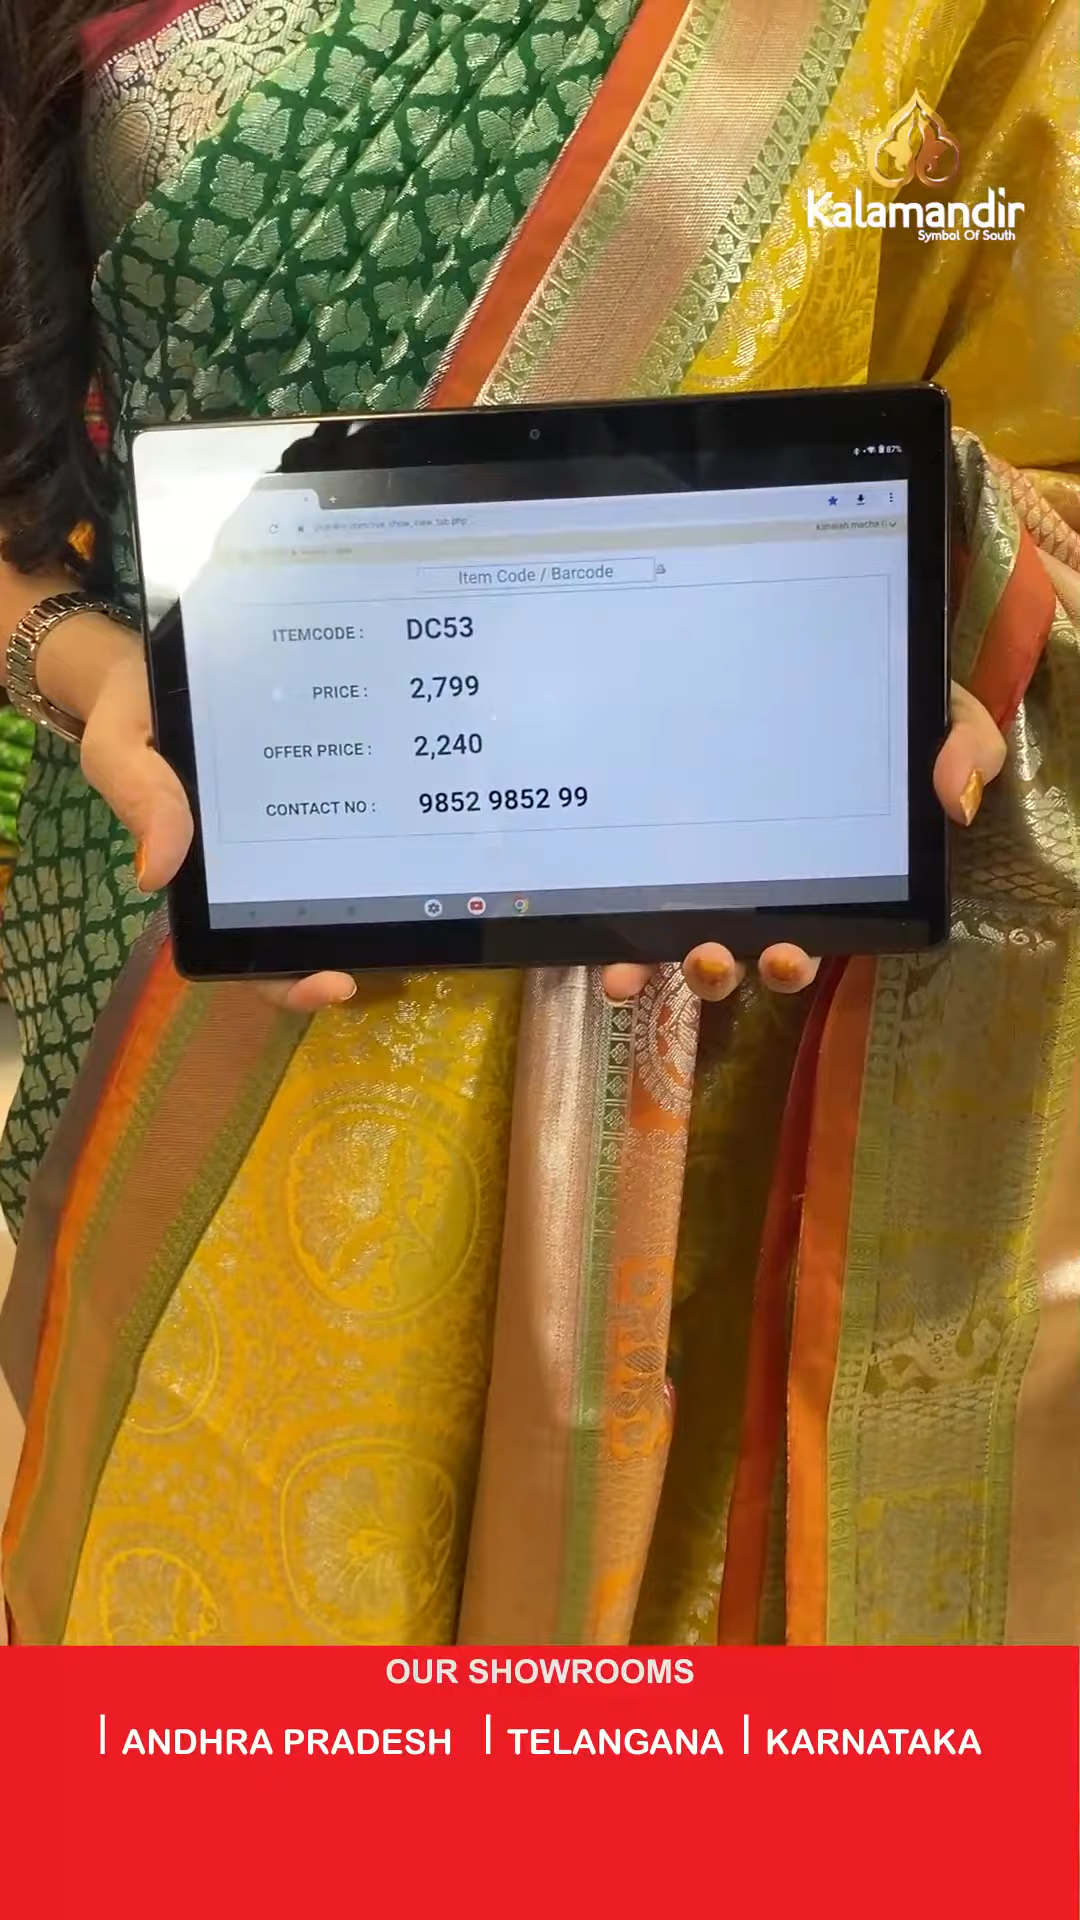 Kalamandir
Symbol Of South
87%
Item Code / Barcode
ITEMCODE : DC53
PRICE : 2,799
OFFER PRICE : 2,240
CONTACT NO : 9852 9852 99
OUR SHOWROOMS
| ANDHRA PRADESH | TELANGANA | KARNATAKA